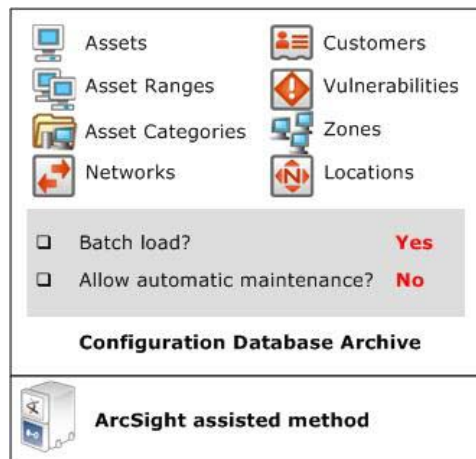 Assets
Customers
Asset Ranges
Vulnerabilities
Asset Categories
Zones
Networks
N
Locations
Batch load? Yes
Allow automatic maintenance? No
Configuration Database Archive
ArcSight assisted method